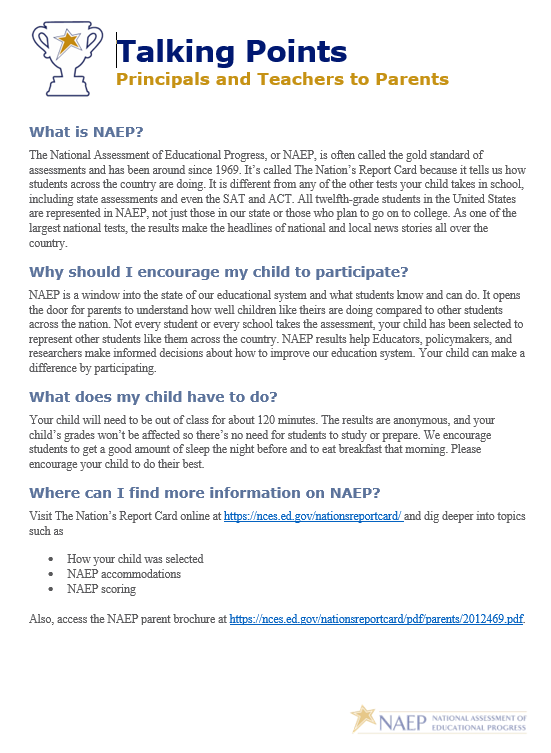 Talking Points
Principals and Teachers to Parents
What is NAEP?
The National Assessment of Educational Progress, or NAEP, is often called the gold standard of
assessments and has been around since 1969. It's called The Nation's Report Card because it tells us how
students across the country are doing. It is different from any of the other tests your child takes in school,
including state assessments and even the SAT and ACT. All twelfth-grade students in the United States
are represented in NAEP, not just those in our state or those who plan to go on to college. As one of the
largest national tests, the results make the headlines of national and local news stories all over the
country.
Why should I encourage my child to participate?
NAEP is a window into the state of our educational system and what students know and can do. It opens
the door for parents to understand how well children like theirs are doing compared to other students
across the nation. Not every student or every school takes the assessment, your child has been selected to
represent other students like them across the country. NAEP results help Educators, policymakers, and
researchers make informed decisions about how to improve our education system. Your child can make a
difference by participating.
What does my child have to do?
Your child will need to be out of class for about 120 minutes. The results are anonymous, and your
child's grades won't be affected so there's no need for students to study or prepare. We encourage
students to get a good amount of sleep the night before and to eat breakfast that morning. Please
encourage your child to do their best.
Where can I find more information on NAEP?
Visit The Nation's Report Card online at https://nces.ed.gov/nationsreportcard/ and dig deeper into topics
such as
• How your child was selected
• NAEP accommodations
• NAEP scoring
Also, access the NAEP parent brochure at https://nces.ed.gov/nationsreportcard/pdf/parents/2012469.pdf.
NAEP NATIONAL ASSESSMENT OF
EDUCATIONAL PROGRESS